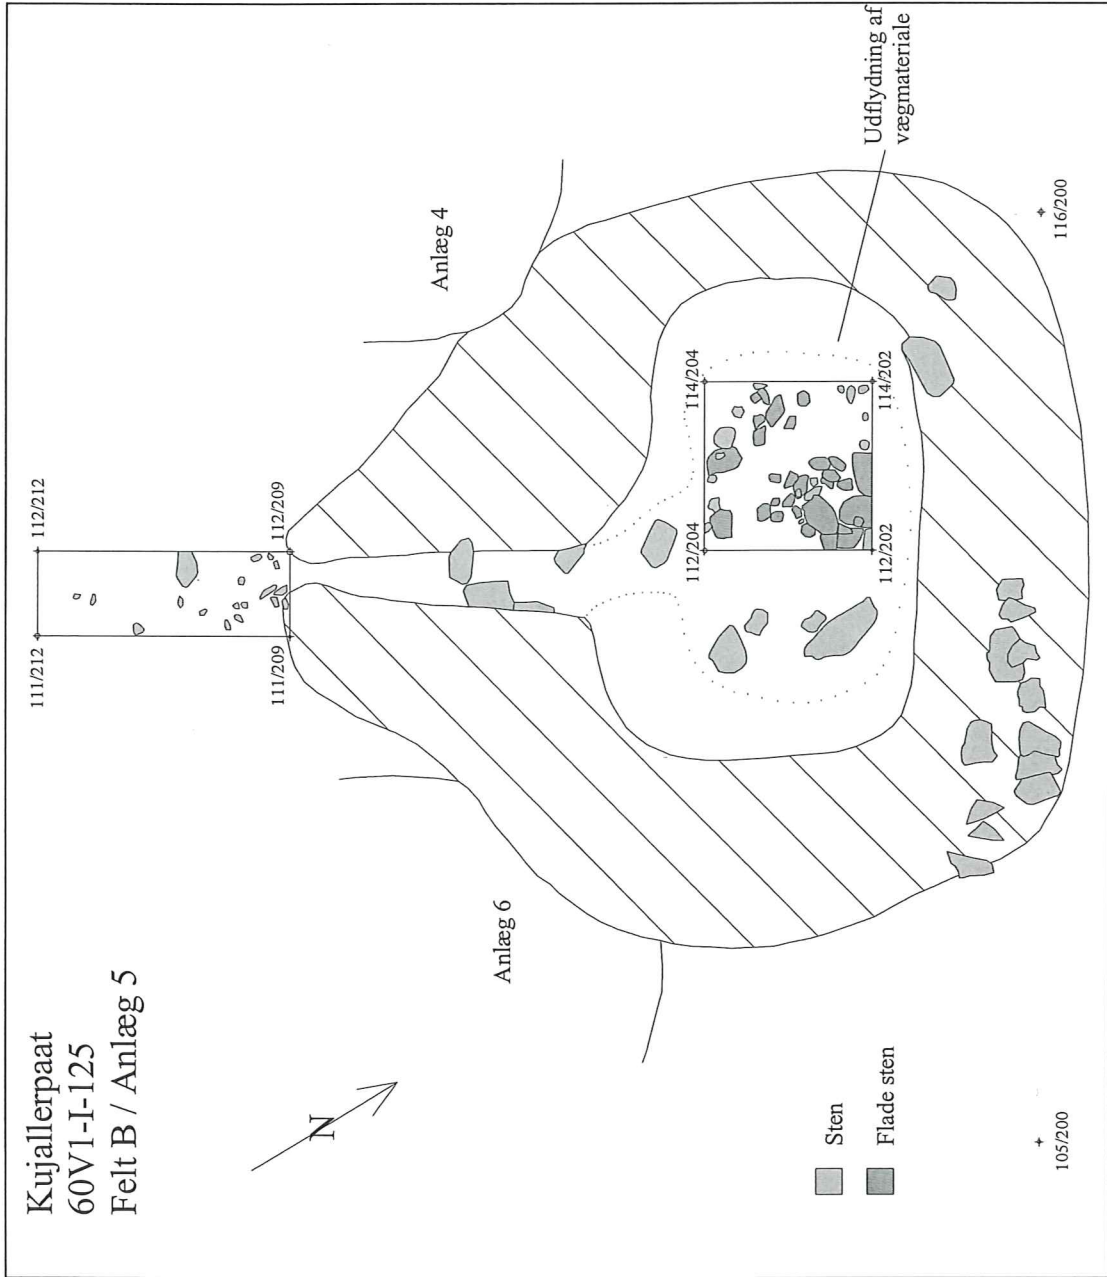 Kujallerpaat
60V1-I-125
Felt B / Anlæg 5
N
111/212
112/212
111/209
112/209
Anlæg 6
Anlæg 4
Udflydning af
vægmateriale
112/204
114/204
112/202
114/202
Sten
Flade sten
105/200
116/200